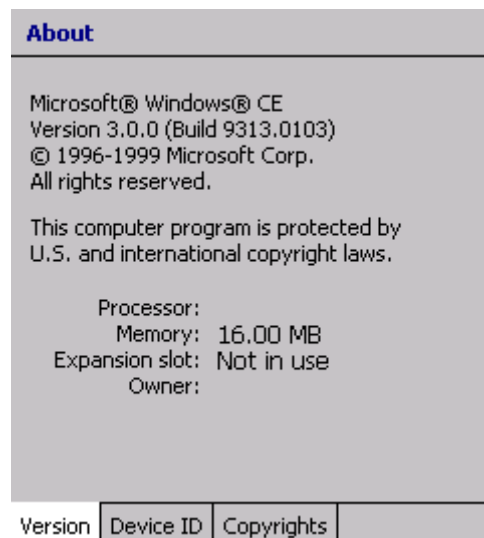 About
Microsoft® Windows® CE
Version 3.0.0 (Build 9313.0103)
© 1996-1999 Microsoft Corp.
All rights reserved.
This computer program is protected by
U.S. and international copyright laws.
Processor:
Memory: 16.00 MB
Expansion slot: Not in use
Owner:
Version Device ID Copyrights